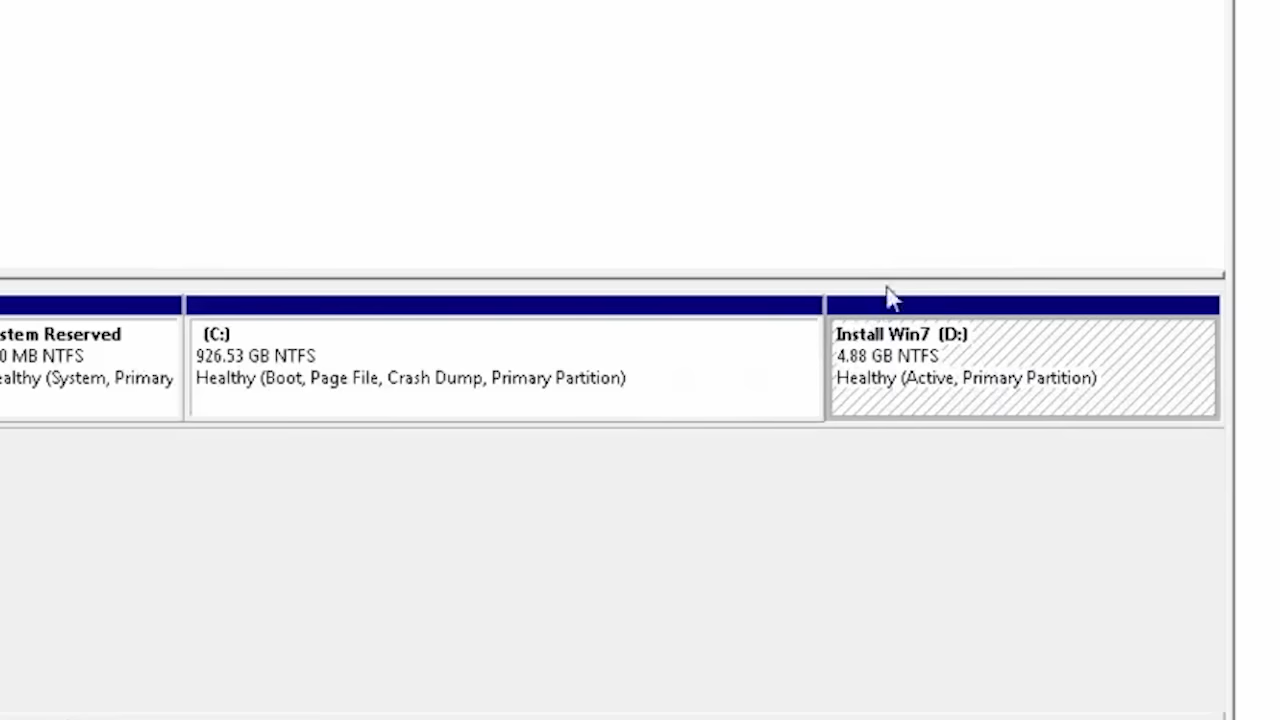 stem Reserved
0 MB NTFS
ealthy (System, Primary
(C:)
926.53 GB NTFS
Healthy (Boot, Page File, Crash Dump, Primary Partition)
Install Win7 (D:)
4.88 GB NTFS
Healthy (Active, Primary Partition)